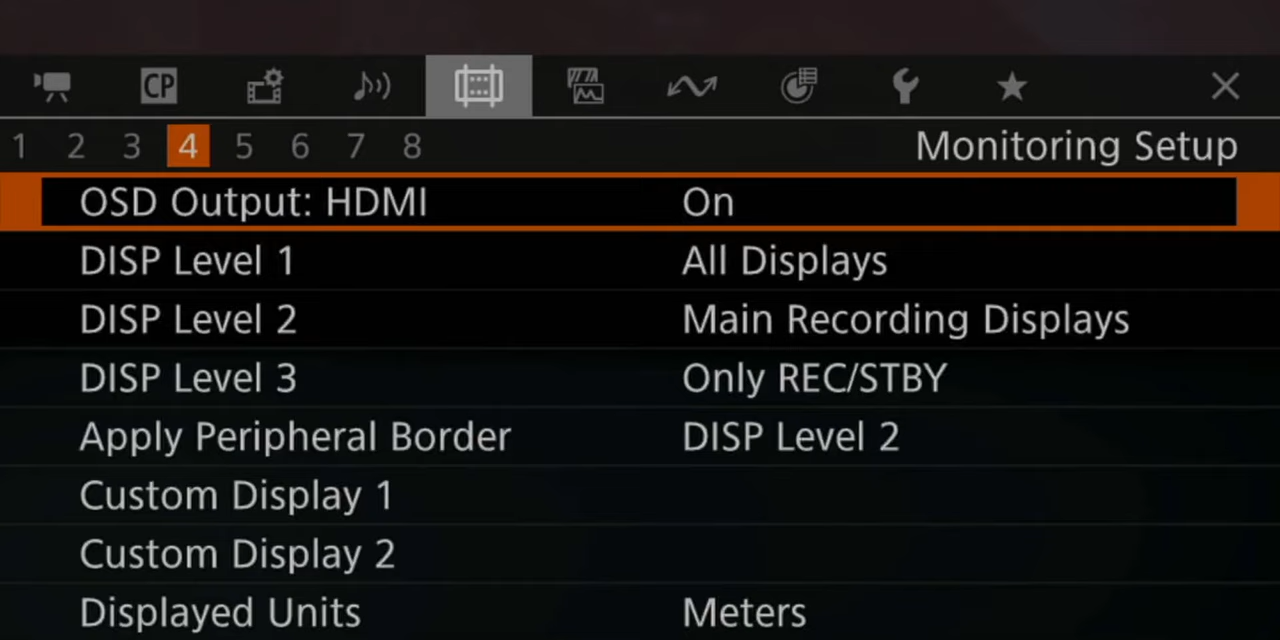 CP
1 2 3 4 5 6 7 8 Monitoring Setup
OSD Output: HDMI On
DISP Level 1 All Displays
DISP Level 2 Main Recording Displays
DISP Level 3 Only REC/STBY
Apply Peripheral Border DISP Level 2
Custom Display 1
Custom Display 2
Displayed Units Meters